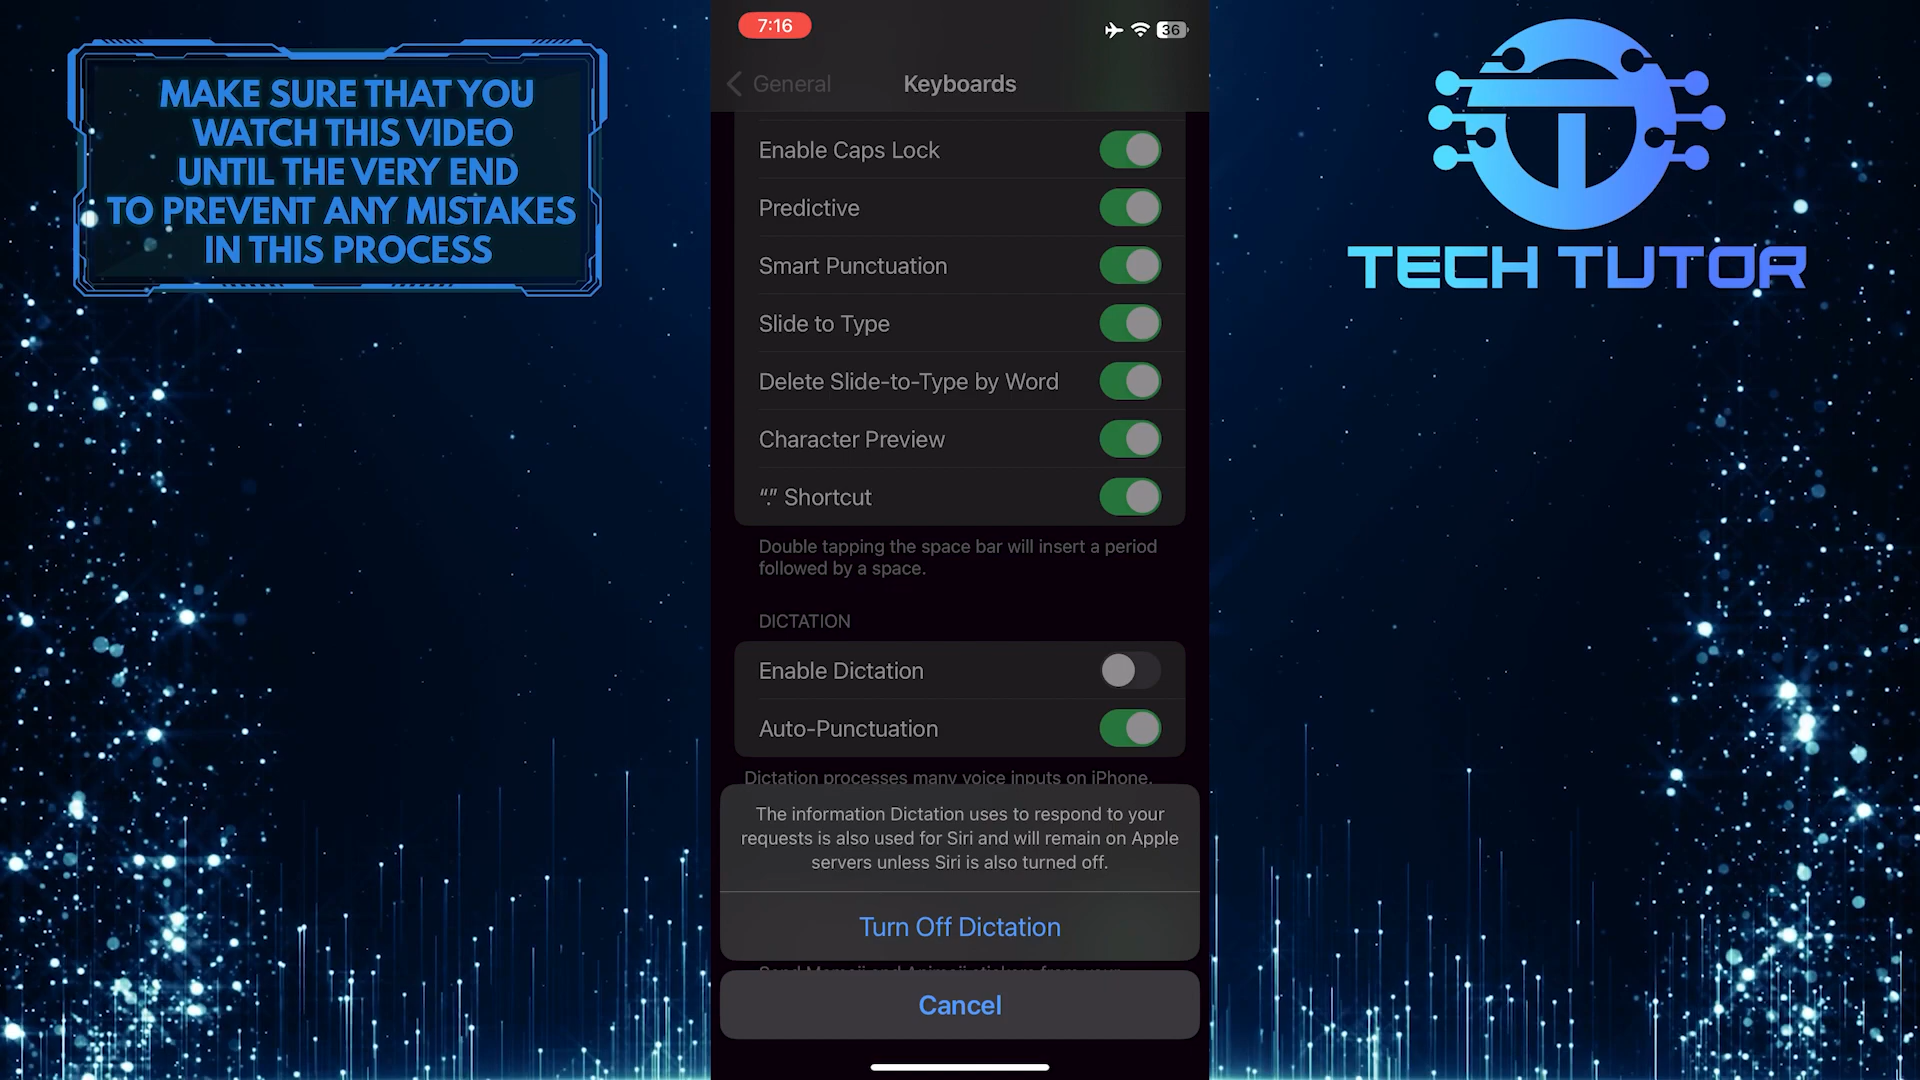 MAKE SURE THAT YOU
WATCH THIS VIDEO
UNTIL THE VERY END
TO PREVENT ANY MISTAKES
IN THIS PROCESS
7:16
36
General
Keyboards
Enable Caps Lock
Predictive
Smart Punctuation
Slide to Type
Delete Slide-to-Type by Word
Character Preview
“.” Shortcut
Double tapping the space bar will insert a period
followed by a space.
DICTATION
Enable Dictation
Auto-Punctuation
Dictation processes many voice inputs on iPhone.
The information Dictation uses to respond to your
requests is also used for Siri and will remain on Apple
servers unless Siri is also turned off.
Turn Off Dictation
Cancel
TECH TUTOR